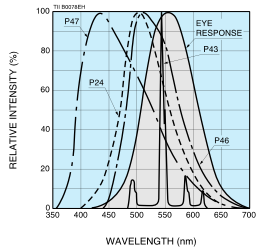 TII B0078EH
100
P47
EYE
RESPONSE
P43
80
P24
60
RELATIVE INTENSITY (%)
40
P46
20
0
350 400 450 500 550 600 650 700
WAVELENGTH (nm)